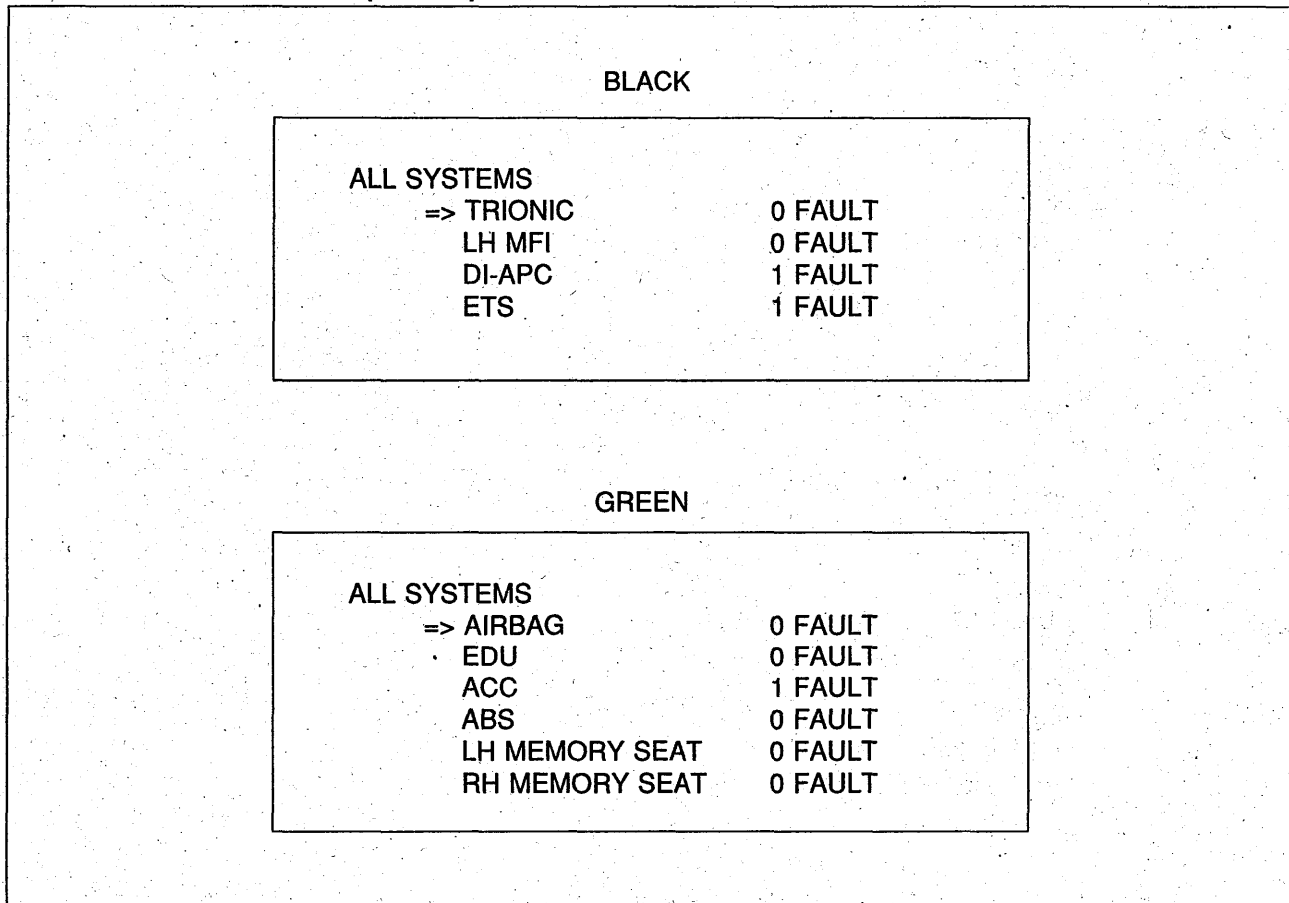 BLACK
ALL SYSTEMS
=> TRIONIC 0 FAULT
LH MFI 0 FAULT
DI-APC 1 FAULT
ETS 1 FAULT
GREEN
ALL SYSTEMS
=> AIRBAG 0 FAULT
EDU 0 FAULT
ACC 1 FAULT
ABS 0 FAULT
LH MEMORY SEAT 0 FAULT
RH MEMORY SEAT 0 FAULT